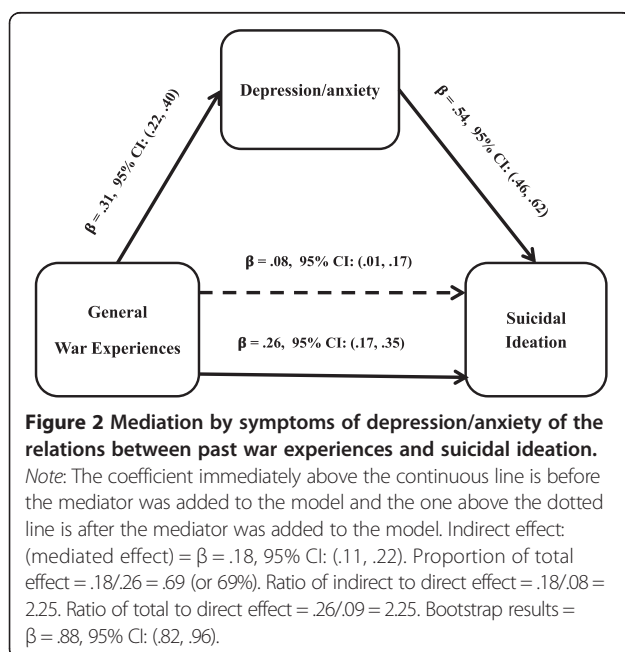 Depression/anxiety
β = .31, 95% CI: (.22, .40)
β = .54, 95% CI: (.46, .62)
β = .08, 95% CI: (.01, .17)
General
War Experiences
β = .26, 95% CI: (.17, .35)
Suicidal
Ideation
Figure 2 Mediation by symptoms of depression/anxiety of the
relations between past war experiences and suicidal ideation.
Note: The coefficient immediately above the continuous line is before
the mediator was added to the model and the one above the dotted
line is after the mediator was added to the model. Indirect effect:
(mediated effect) = β = .18, 95% CI: (.11, .22). Proportion of total
effect = .18/.26 = .69 (or 69%). Ratio of indirect to direct effect = .18/.08 =
2.25. Ratio of total to direct effect = .26/.09 = 2.25. Bootstrap results =
β = .88, 95% CI: (.82, .96).